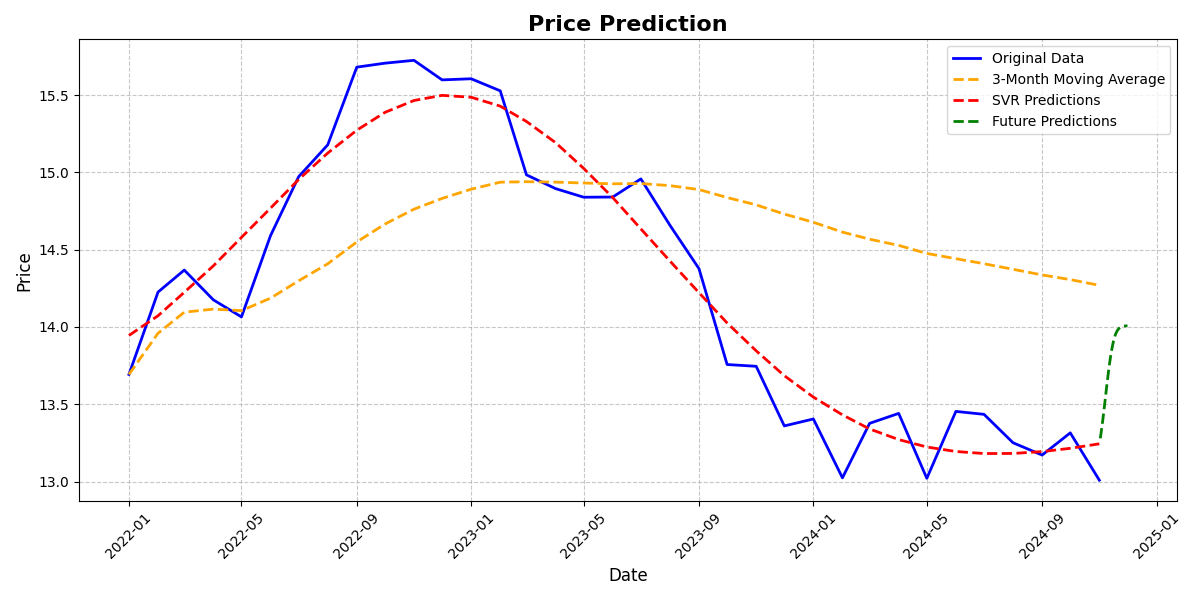 Price Prediction
Original Data
3-Month Moving Average
SVR Predictions
Future Predictions
Price
15.5
15.0
14.5
14.0
13.5
13.0
2022-01
2022-05
2022-09
2023-01
2023-05
2023-09
2024-01
2024-05
2024-09
2025-01
Date